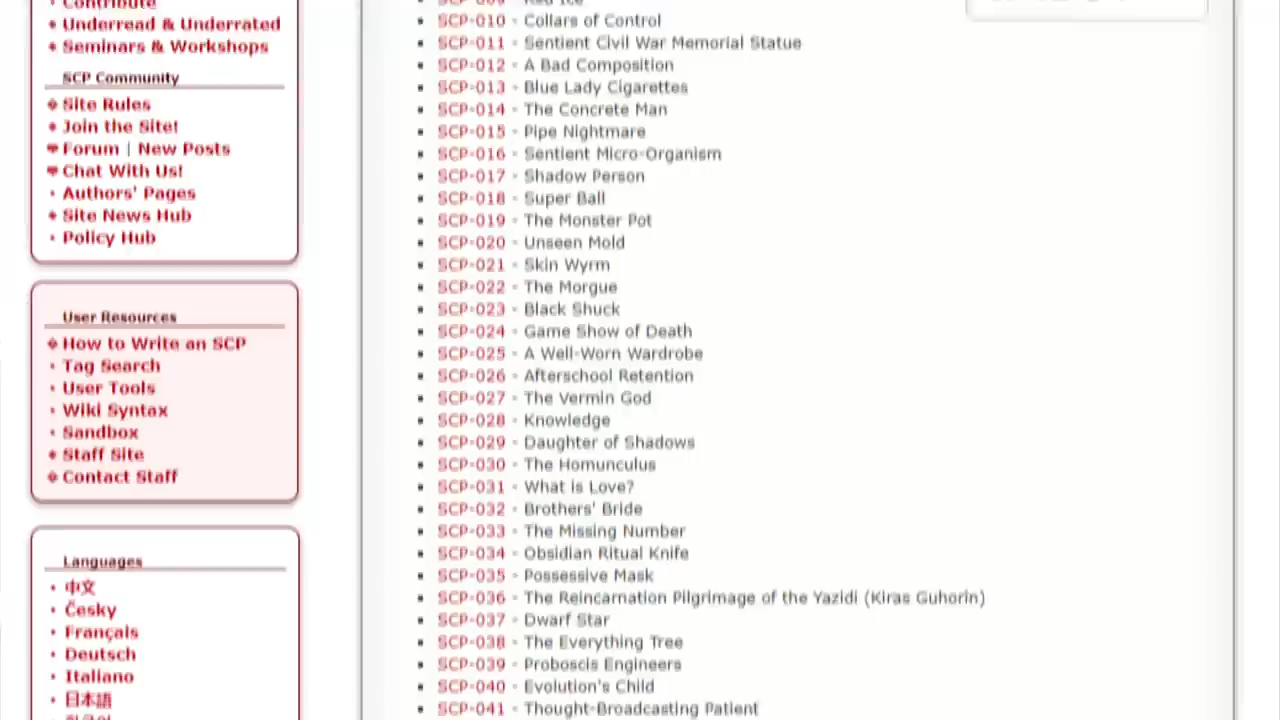 Contribute
Underread & Underrated
Seminars & Workshops
SCP Community
Site Rules
Join the Site!
Forum | New Posts
Chat With Us!
Authors' Pages
Site News Hub
Policy Hub
User Resources
How to Write an SCP
Tag Search
User Tools
Wiki Syntax
Sandbox
Staff Site
Contact Staff
Languages
中文
Česky
Français
Deutsch
Italiano
日本語
SCP-009 - Red Ice
SCP-010 - Collars of Control
SCP-011 - Sentient Civil War Memorial Statue
SCP-012 - A Bad Composition
SCP-013 - Blue Lady Cigarettes
SCP-014 - The Concrete Man
SCP-015 - Pipe Nightmare
SCP-016 - Sentient Micro-Organism
SCP-017 - Shadow Person
SCP-018 - Super Ball
SCP-019 - The Monster Pot
SCP-020 - Unseen Mold
SCP-021 - Skin Wyrm
SCP-022 - The Morgue
SCP-023 - Black Shuck
SCP-024 - Game Show of Death
SCP-025 - A Well-Worn Wardrobe
SCP-026 - Afterschool Retention
SCP-027 - The Vermin God
SCP-028 - Knowledge
SCP-029 - Daughter of Shadows
SCP-030 - The Homunculus
SCP-031 - What is Love?
SCP-032 - Brothers' Bride
SCP-033 - The Missing Number
SCP-034 - Obsidian Ritual Knife
SCP-035 - Possessive Mask
SCP-036 - The Reincarnation Pilgrimage of the Yazidi (Kiras Guhorin)
SCP-037 - Dwarf Star
SCP-038 - The Everything Tree
SCP-039 - Proboscis Engineers
SCP-040 - Evolution's Child
SCP-041 - Thought-Broadcasting Patient